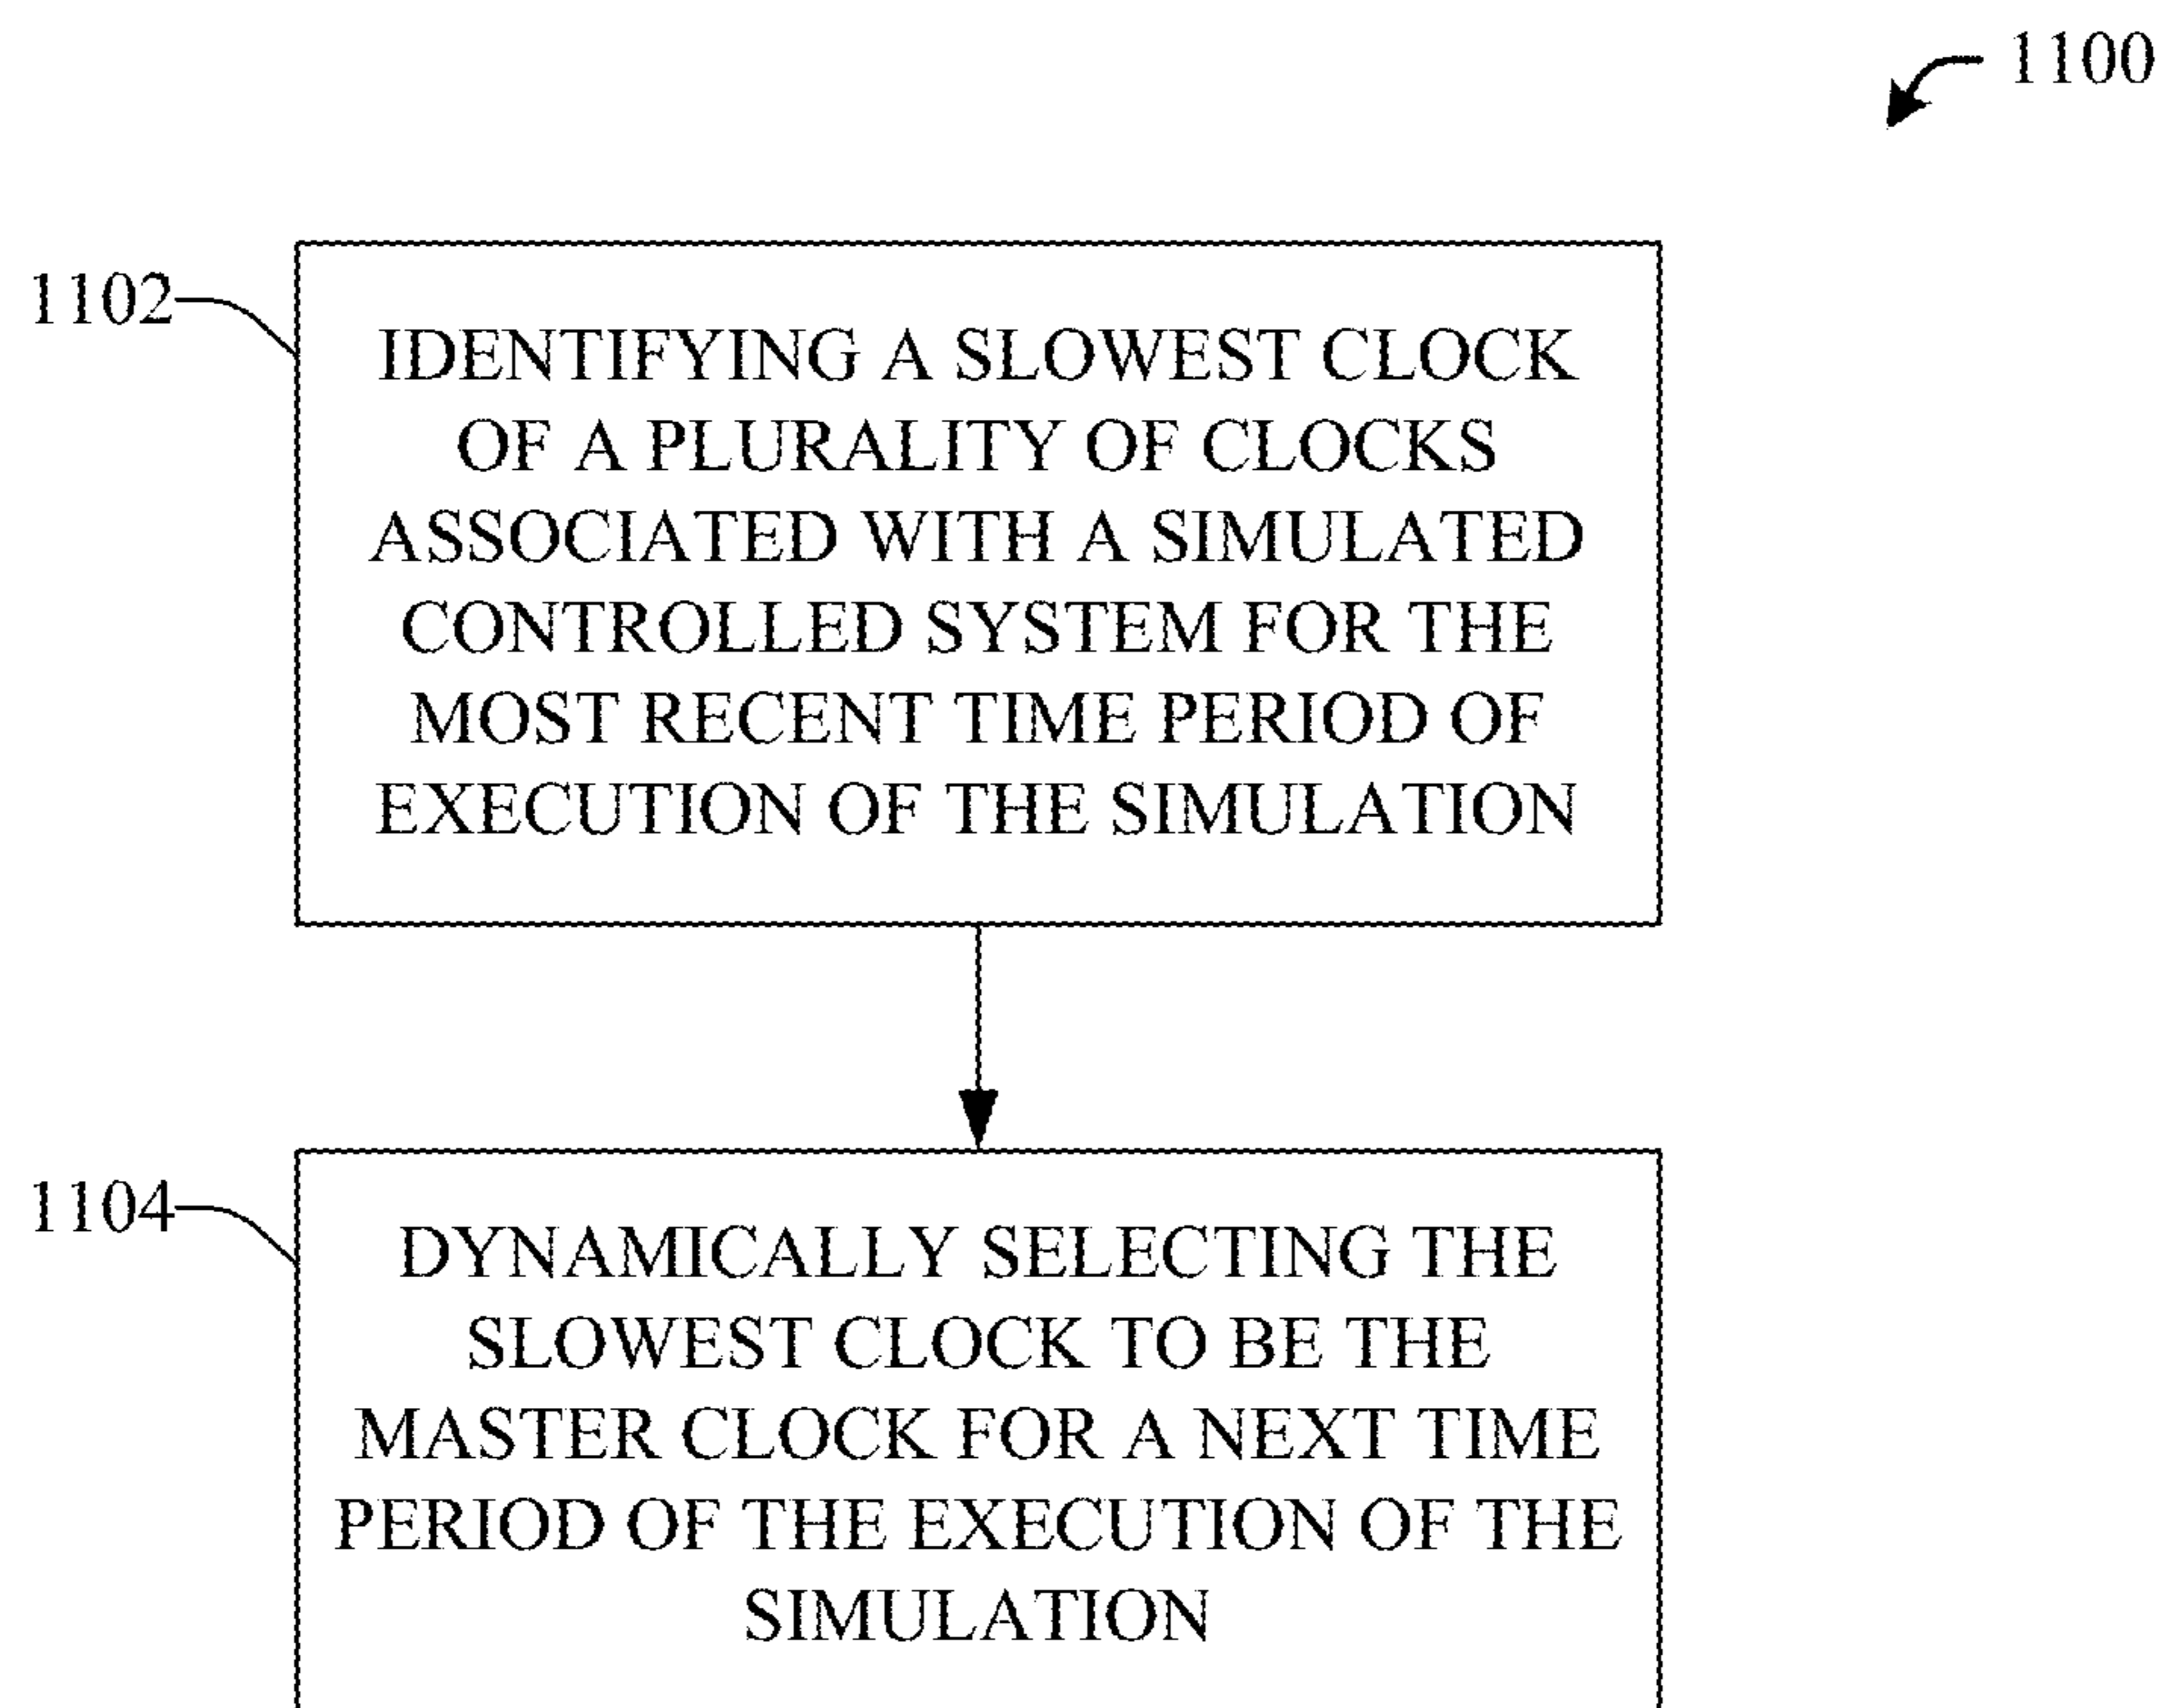 1100
1102
IDENTIFYING A SLOWEST CLOCK
OF A PLURALITY OF CLOCKS
ASSOCIATED WITH A SIMULATED
CONTROLLED SYSTEM FOR THE
MOST RECENT TIME PERIOD OF
EXECUTION OF THE SIMULATION
1104
DYNAMICALLY SELECTING THE
SLOWEST CLOCK TO BE THE
MASTER CLOCK FOR A NEXT TIME
PERIOD OF THE EXECUTION OF THE
SIMULATION